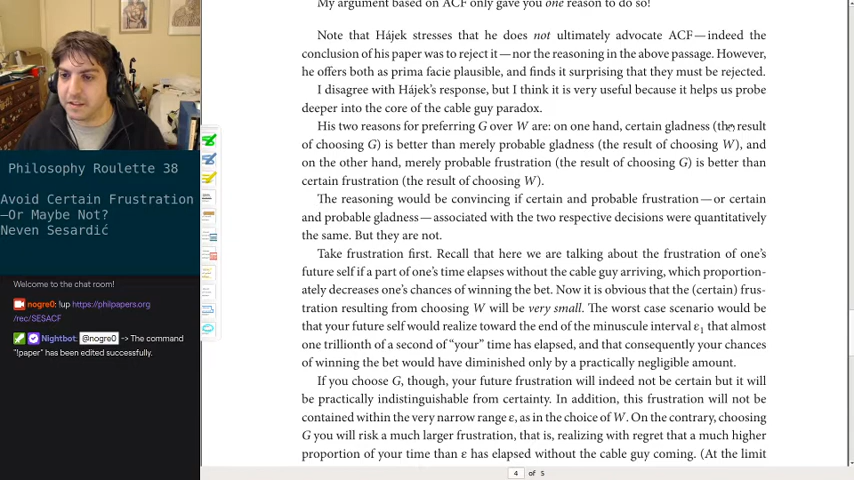 My argument based on ACF only gave you one reason to do so!
Note that Hájek stresses that he does not ultimately advocate ACF—indeed the
conclusion of his paper was to reject it—nor the reasoning in the above passage. However,
he offers both as prima facie plausible, and finds it surprising that they must be rejected.
I disagree with Hájek's response, but I think it is very useful because it helps us probe
deeper into the core of the cable guy paradox.
His two reasons for preferring G over W are: on one hand, certain gladness (the result
of choosing G) is better than merely probable gladness (the result of choosing W), and
on the other hand, merely probable frustration (the result of choosing G) is better than
certain frustration (the result of choosing W).
The reasoning would be convincing if certain and probable frustration—or certain
and probable gladness—associated with the two respective decisions were quantitatively
the same. But they are not.
Take frustration first. Recall that here we are talking about the frustration of one's
future self if a part of one's time elapses without the cable guy arriving, which proportion-
ately decreases one's chances of winning the bet. Now it is obvious that the (certain) frus-
tration resulting from choosing W will be very small. The worst case scenario would be
that your future self would realize toward the end of the minuscule interval ε1 that almost
one trillionth of a second of “your” time has elapsed, and that consequently your chances
of winning the bet would have diminished only by a practically negligible amount.
If you choose G, though, your future frustration will indeed not be certain but it will
be practically indistinguishable from certainty. In addition, this frustration will not be
contained within the very narrow range ε, as in the choice of W. On the contrary, choosing
G you will risk a much larger frustration, that is, realizing with regret that a much higher
proportion of your time than ε has elapsed without the cable guy coming. (At the limit
4 of 5
Philosophy Roulette 38
Avoid Certain Frustration
—Or Maybe Not?
Neven Sesardić
Welcome to the chat room!
nogre0: !up https://philpapers.org
/rec/SESACF
Nightbot: @nogre0 -> The command
"!paper" has been edited successfully.